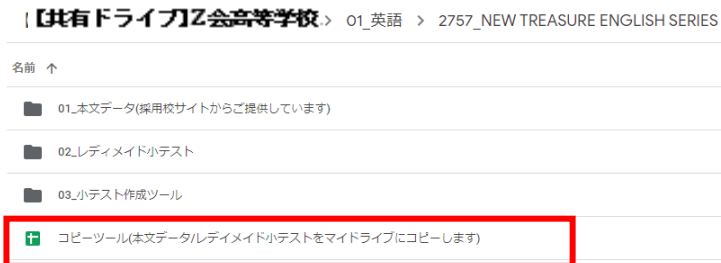 【共有ドライブ】Z会高等学校 > 01_英語 > 2757_NEW TREASURE ENGLISH SERIES
名前 ↑
01_本文データ(採用校サイトからご提供しています)
02_レディメイド小テスト
03_小テスト作成ツール
コピーツール(本文データ/レディメイド小テストをマイドライブにコピーします)